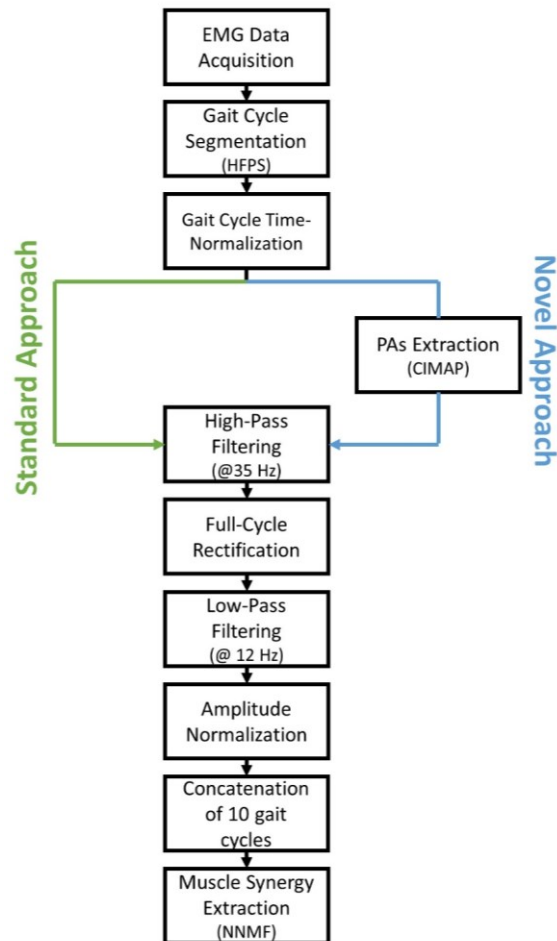 EMG Data
Acquisition
Gait Cycle
Segmentation
(HFPS)
Gait Cycle Time-
Normalization
Standard Approach
Novel Approach
PAs Extraction
(CIMAP)
High-Pass
Filtering
(@35 Hz)
Full-Cycle
Rectification
Low-Pass
Filtering
(@ 12 Hz)
Amplitude
Normalization
Concatenation
of 10 gait
cycles
Muscle Synergy
Extraction
(NNMF)